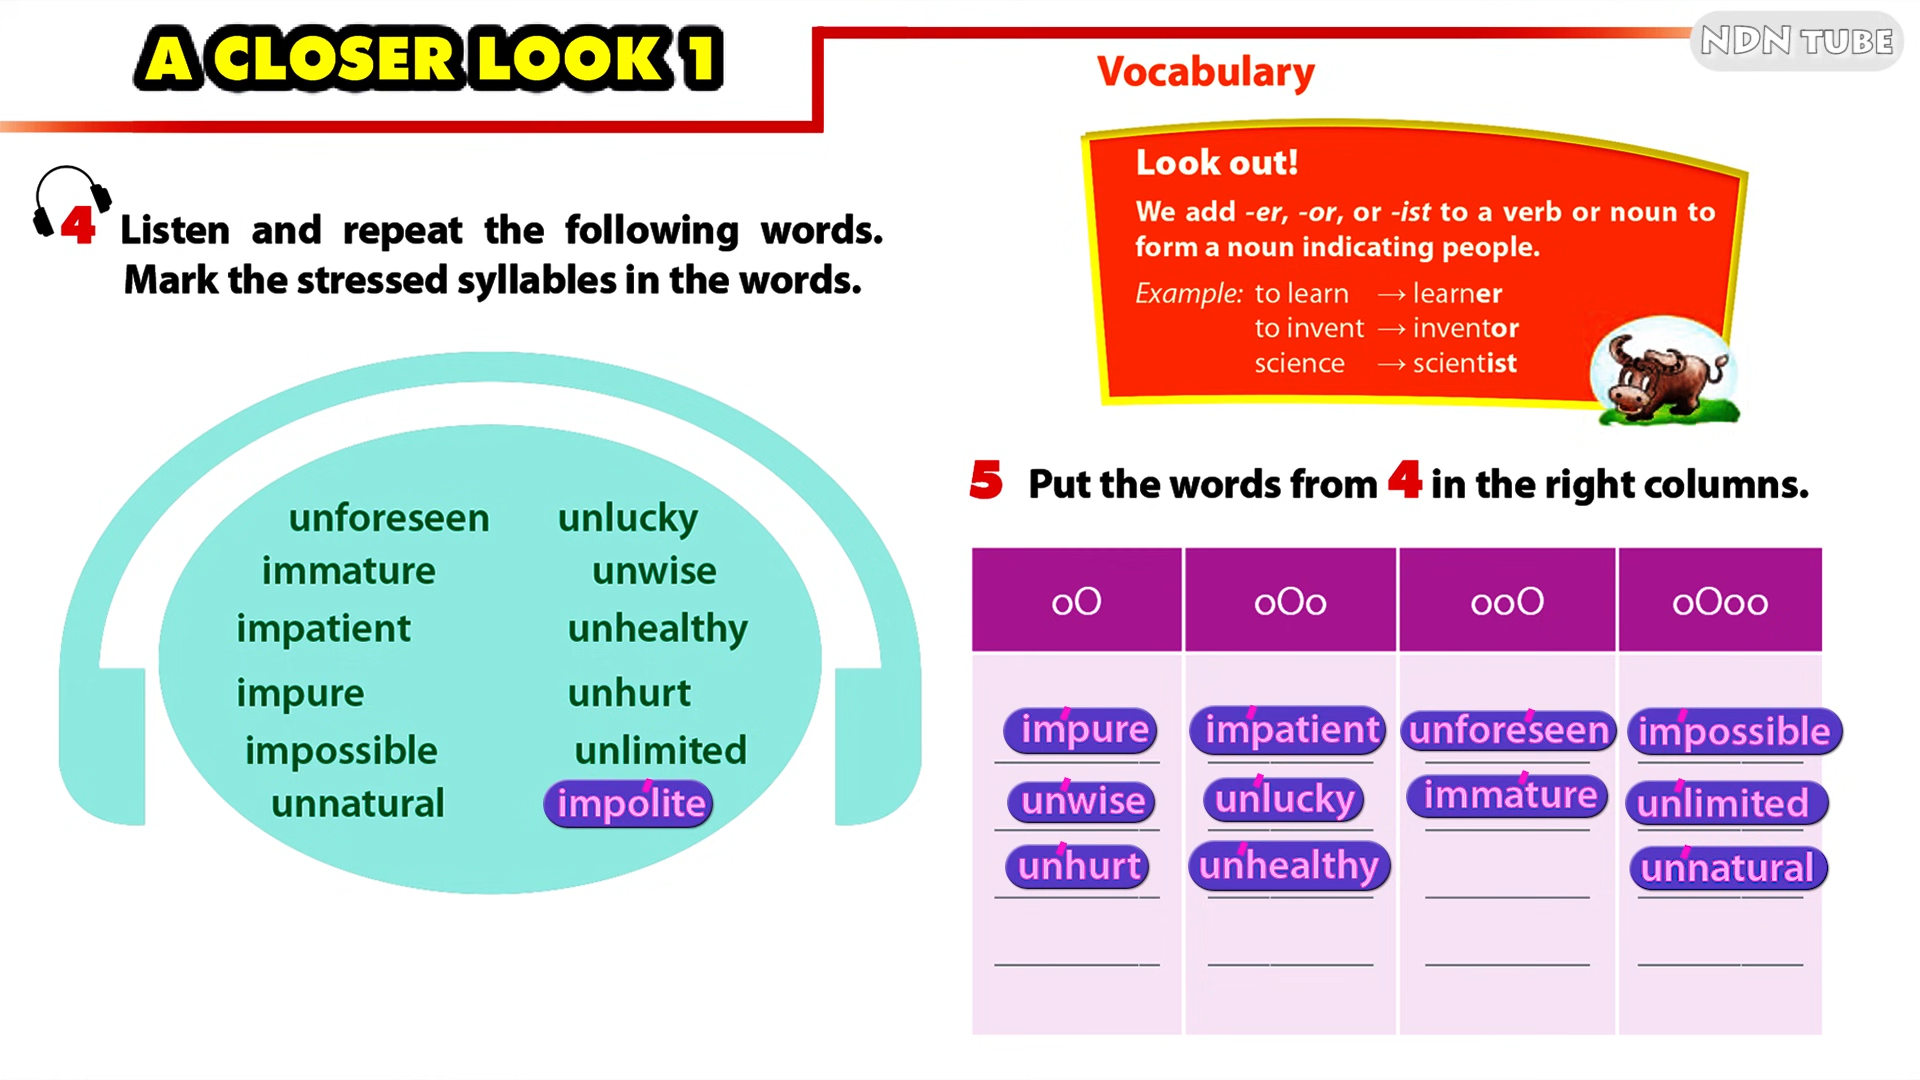 A CLOSER LOOK 1
NDN TUBE
4 Listen and repeat the following words.
Mark the stressed syllables in the words.
unforeseen unlucky
immature unwise
impatient unhealthy
impure unhurt
impossible unlimited
unnatural impolite
Vocabulary
Look out!
We add -er, -or, or -ist to a verb or noun to
form a noun indicating people.
Example: to learn → learner
to invent → inventor
science → scientist
5 Put the words from 4 in the right columns.
oO oOo ooO oOoo
impure impatient unforeseen impossible
unwise unlucky immature unlimited
unhurt unhealthy unnatural